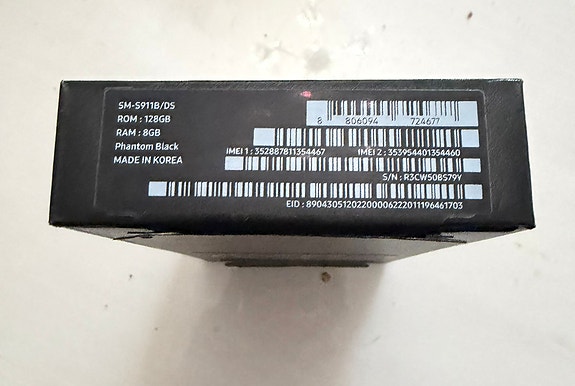 SM-S911B/DS
ROM : 128GB
RAM : 8GB
Phantom Black
MADE IN KOREA
8 806094 724677
IMEI 1 : 352887811354467 IMEI 2 : 353954401354460
S/N : R3CW50BS79Y
EID : 89043051202200006222011196461703